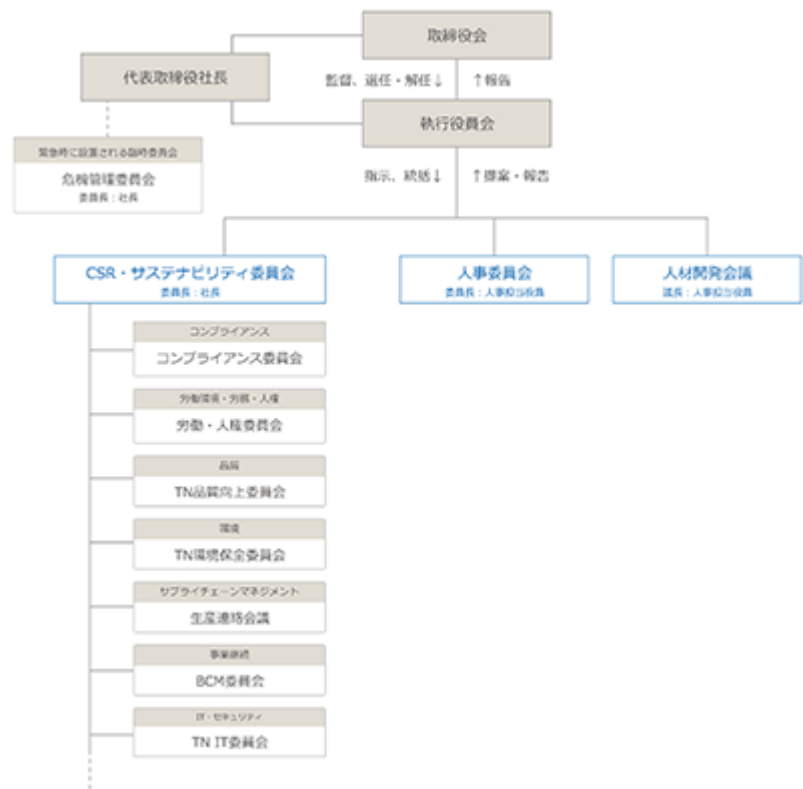 取締役会
代表取締役社長
監督、選任・解任↓ ↑報告
執行役員会
緊急時に設置される臨時委員会
危機管理委員会
委員長：社長
指示、統括↓ ↑提案・報告
CSR・サステナビリティ委員会
委員長：社長
人事委員会
委員長：人事担当役員
人材開発会議
議長：人事担当役員
コンプライアンス
コンプライアンス委員会
労働環境・労務・人権
労働・人権委員会
品質
TN品質向上委員会
環境
TN環境保全委員会
サプライチェーンマネジメント
生産連絡会議
事業継続
BCM委員会
IT・セキュリティ
TN IT委員会